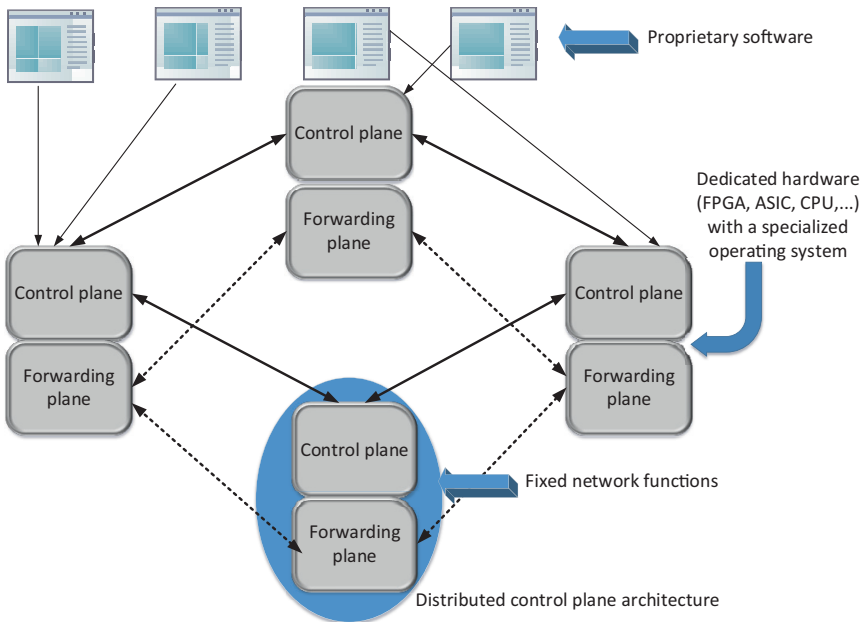 Proprietary software
Control plane
Dedicated hardware
(FPGA, ASIC, CPU,...)
with a specialized
operating system
Forwarding
plane
Control plane
Control plane
Forwarding
plane
Forwarding
plane
Control plane
Fixed network functions
Forwarding
plane
Distributed control plane architecture